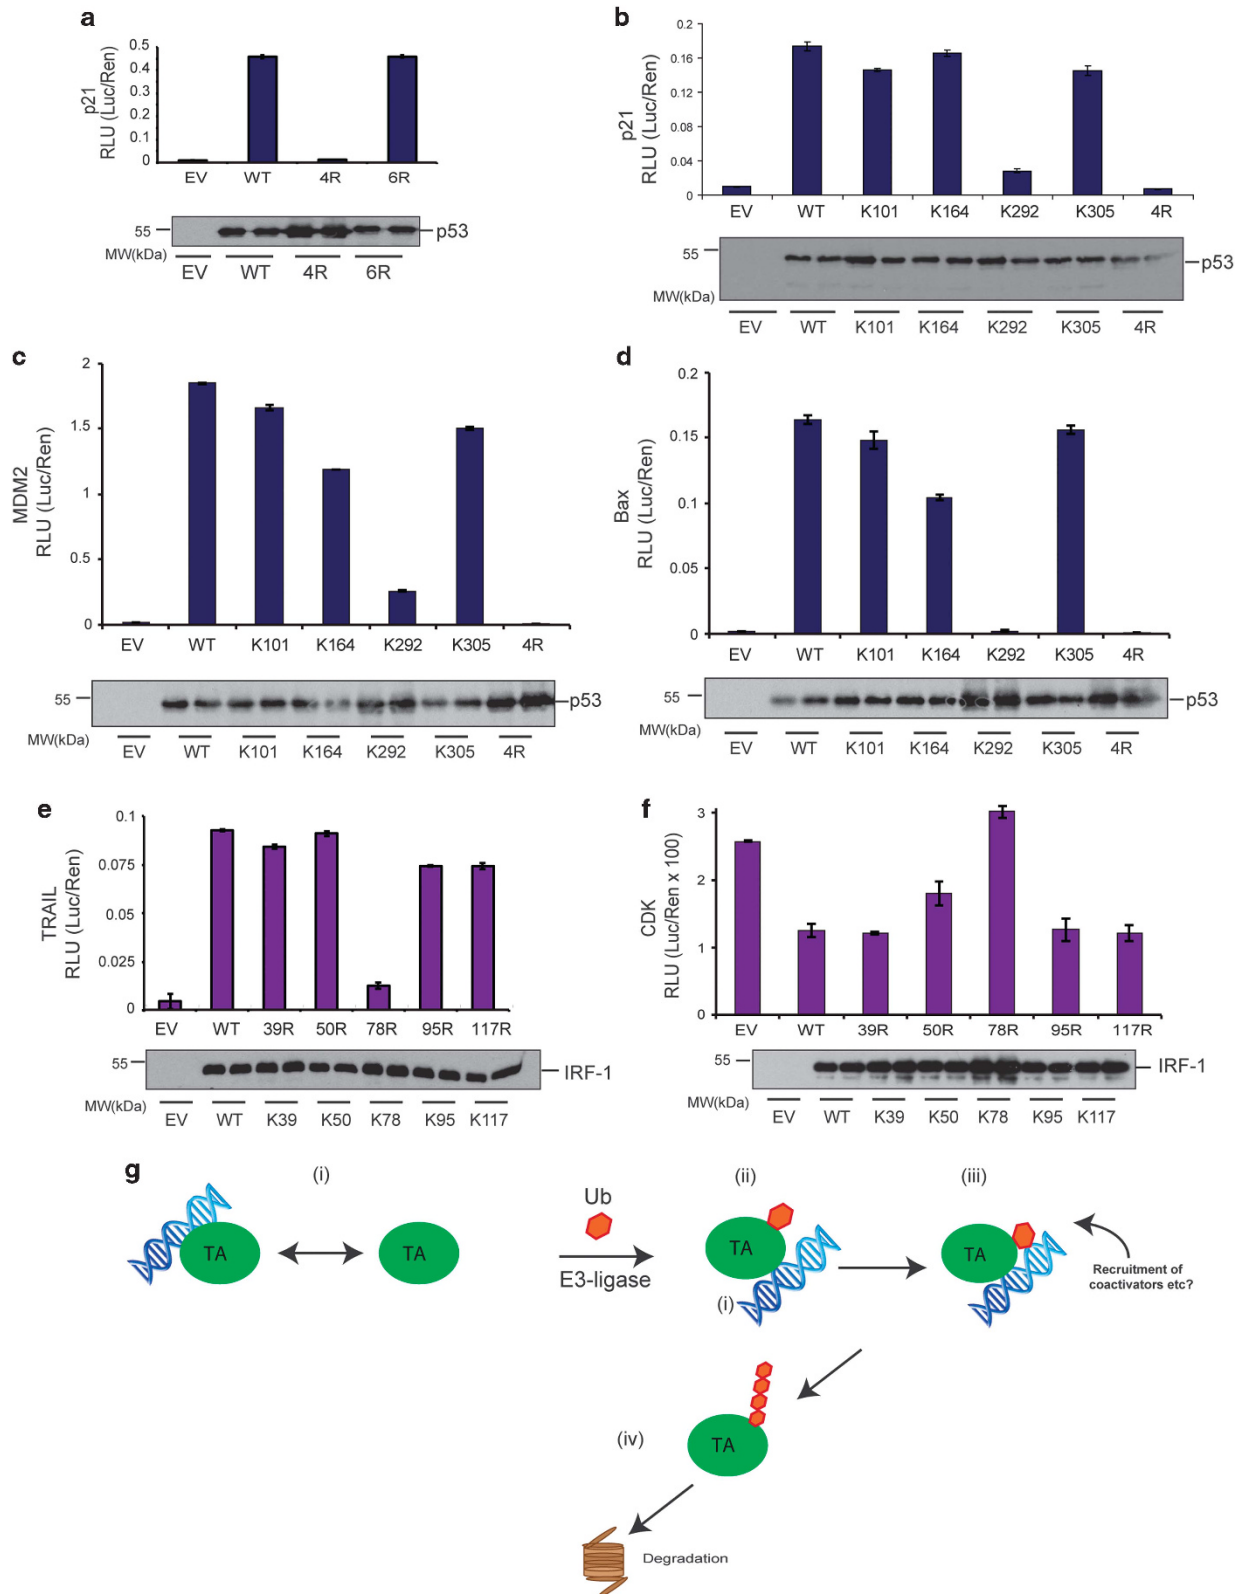 a
p21
RLU (Luc/Ren)
0.5
0.4
0.3
0.2
0.1
0
EV WT 4R 6R
55
p53
MW(kDa)
EV WT 4R 6R
b
p21
RLU (Luc/Ren)
0.2
0.16
0.12
0.08
0.04
0
EV WT K101 K164 K292 K305 4R
55
p53
MW(kDa)
EV WT K101 K164 K292 K305 4R
c
MDM2
RLU (Luc/Ren)
2
1.5
1
0.5
0
EV WT K101 K164 K292 K305 4R
55
p53
MW(kDa)
EV WT K101 K164 K292 K305 4R
d
Bax
RLU (Luc/Ren)
0.2
0.15
0.1
0.05
0
EV WT K101 K164 K292 K305 4R
55
p53
MW(kDa)
EV WT K101 K164 K292 K305 4R
e
TRAIL
RLU (Luc/Ren)
0.1
0.075
0.05
0.025
0
EV WT 39R 50R 78R 95R 117R
55
IRF-1
MW(kDa)
EV WT K39 K50 K78 K95 K117
f
CDK
RLU (Luc/Ren x 100)
3
2
1
0
EV WT 39R 50R 78R 95R 117R
55
IRF-1
MW(kDa)
EV WT K39 K50 K78 K95 K117
g
(i)
TA
TA
Ub
E3-ligase
(ii)
TA
(i)
(iii)
TA
Recruitment of
coactivators etc?
(iv)
TA
Degradation